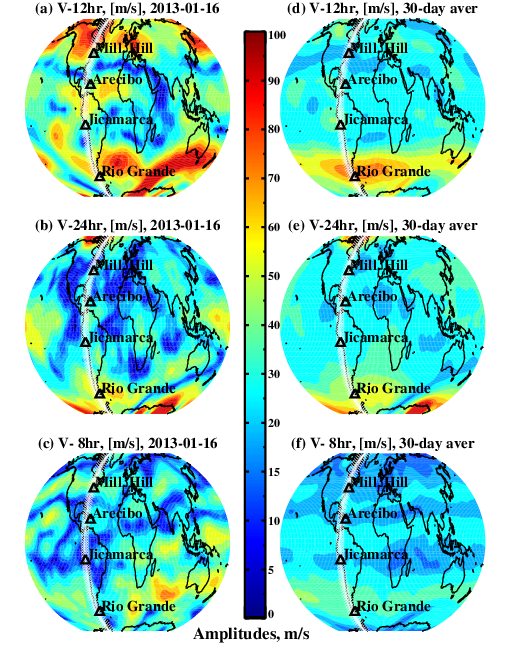 (a) V-12hr, [m/s], 2013-01-16
(d) V-12hr, [m/s], 30-day aver
Mill. Hill
Arecibo
Jicamarca
Rio Grande
Mill. Hill
Arecibo
Jicamarca
Rio Grande
100
90
80
70
60
50
40
30
20
15
10
5
0
(b) V-24hr, [m/s], 2013-01-16
(e) V-24hr, [m/s], 30-day aver
Mill. Hill
Arecibo
Jicamarca
Rio Grande
Mill. Hill
Arecibo
Jicamarca
Rio Grande
(c) V- 8hr, [m/s], 2013-01-16
(f) V- 8hr, [m/s], 30-day aver
Mill. Hill
Arecibo
Jicamarca
Rio Grande
Mill. Hill
Arecibo
Jicamarca
Rio Grande
Amplitudes, m/s